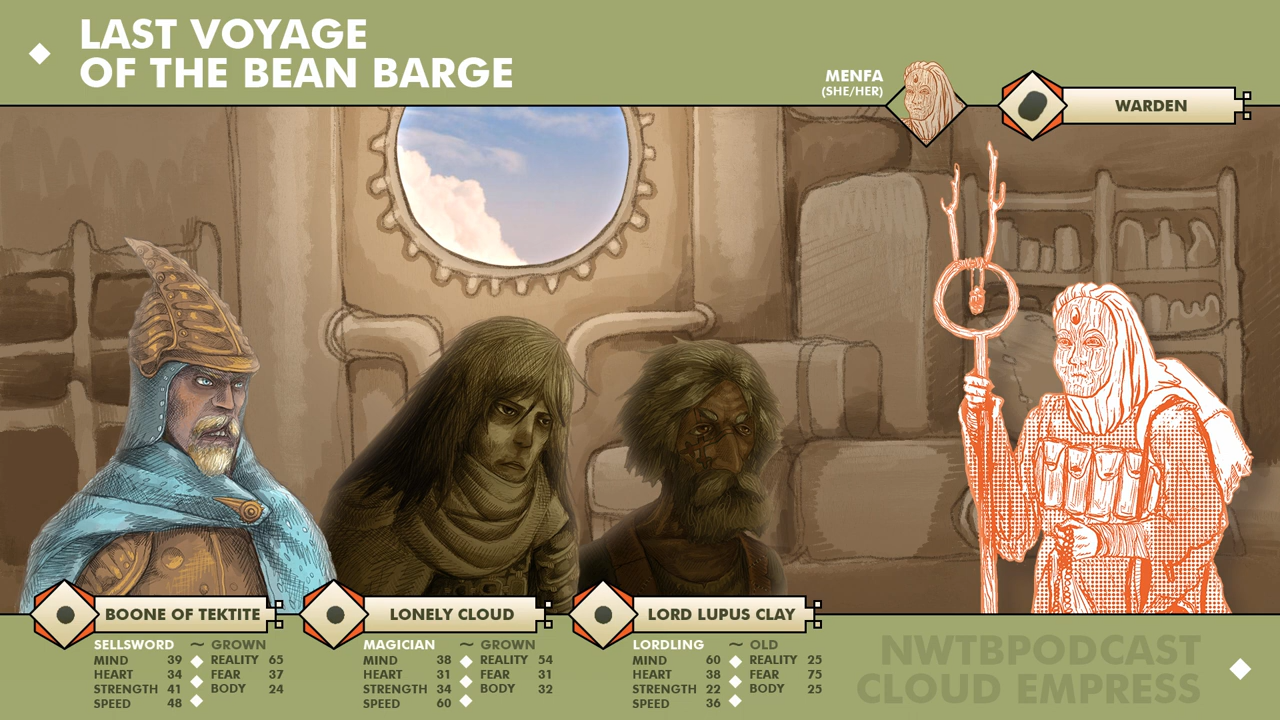 LAST VOYAGE
OF THE BEAN BARGE
MENFA
(SHE/HER)
WARDEN
BOONE OF TEKTITE
SELLSWORD ~ GROWN
MIND 39 REALITY 65
HEART 34 FEAR 37
STRENGTH 41 BODY 24
SPEED 48
LONELY CLOUD
MAGICIAN ~ GROWN
MIND 38 REALITY 54
HEART 31 FEAR 31
STRENGTH 34 BODY 32
SPEED 60
LORD LUPUS CLAY
LORDLING ~ OLD
MIND 60 REALITY 25
HEART 38 FEAR 75
STRENGTH 22 BODY 25
SPEED 36
NWTBPODCAST
CLOUD EMPRESS